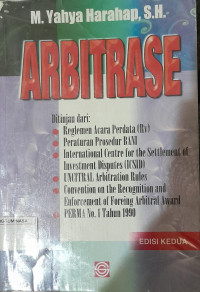 M. Yahya Harahap, S.H.
ARBITRASE
Ditinjau dari:
Reglemen Acara Perdata (Rv)
Peraturan Prosedur BANI
International Centre for the Settlement of
Investment Disputes (ICSID)
UNCITRAL Arbitration Rules
Convention on the Recognition and
Enforcement of Foreing Arbitral Award
PERMA No. 1 Tahun 1990
EDISI KEDUA